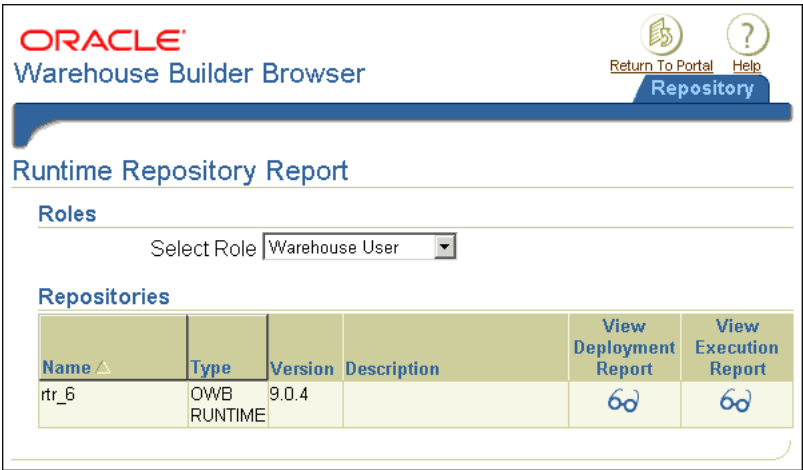 ORACLE
Warehouse Builder Browser
Return To Portal
Help
?
Repository
Runtime Repository Report
Roles
Select Role Warehouse User
Repositories
Name Type Version Description View Deployment Report View Execution Report
rtr_6 OWB RUNTIME 9.0.4